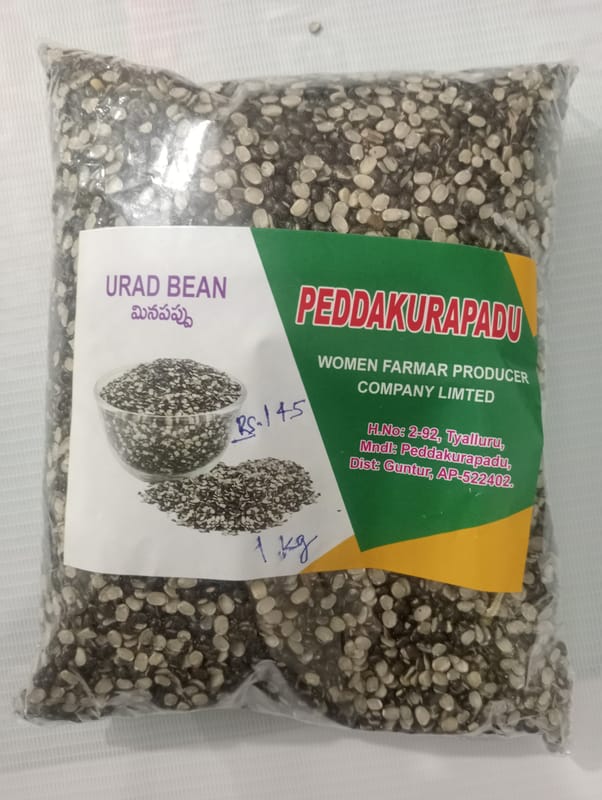 URAD BEAN
మినపప్పు
Rs.145
1 kg
PEDDAKURAPADU
WOMEN FARMAR PRODUCER
COMPANY LIMTED
H.No: 2-92, Tyalluru,
Mndl: Peddakurapadu,
Dist: Guntur, AP-522402.